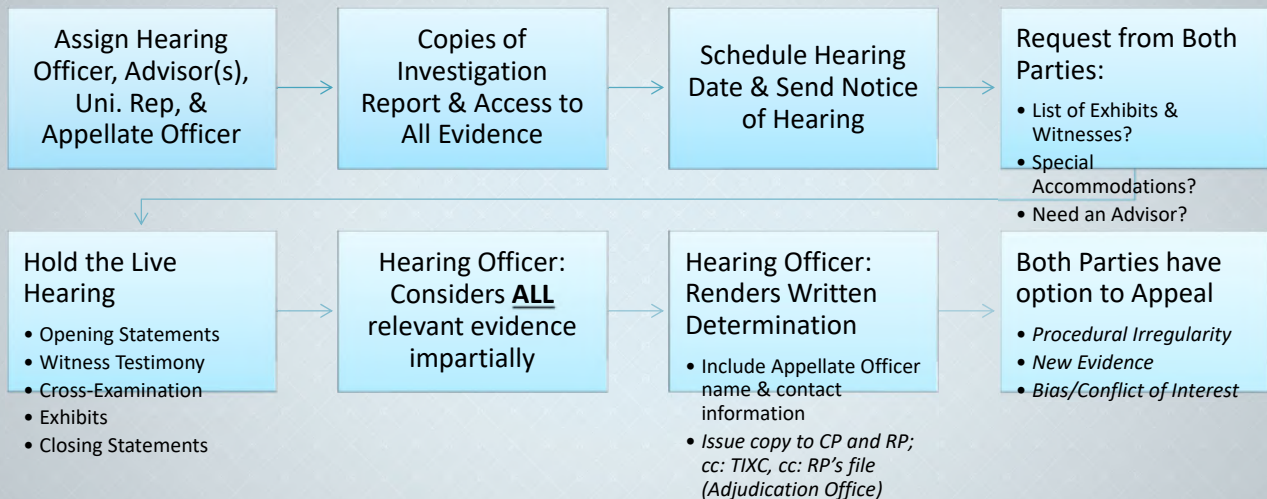 Assign Hearing
Officer, Advisor(s),
Uni. Rep, &
Appellate Officer
Copies of
Investigation
Report & Access to
All Evidence
Schedule Hearing
Date & Send Notice
of Hearing
Request from Both
Parties:
• List of Exhibits &
Witnesses?
• Special
Accommodations?
• Need an Advisor?
Hold the Live
Hearing
• Opening Statements
• Witness Testimony
• Cross-Examination
• Exhibits
• Closing Statements
Hearing Officer:
Considers ALL
relevant evidence
impartially
Hearing Officer:
Renders Written
Determination
• Include Appellate Officer
name & contact
information
• Issue copy to CP and RP;
cc: TIXC, cc: RP's file
(Adjudication Office)
Both Parties have
option to Appeal
• Procedural Irregularity
• New Evidence
• Bias/Conflict of Interest